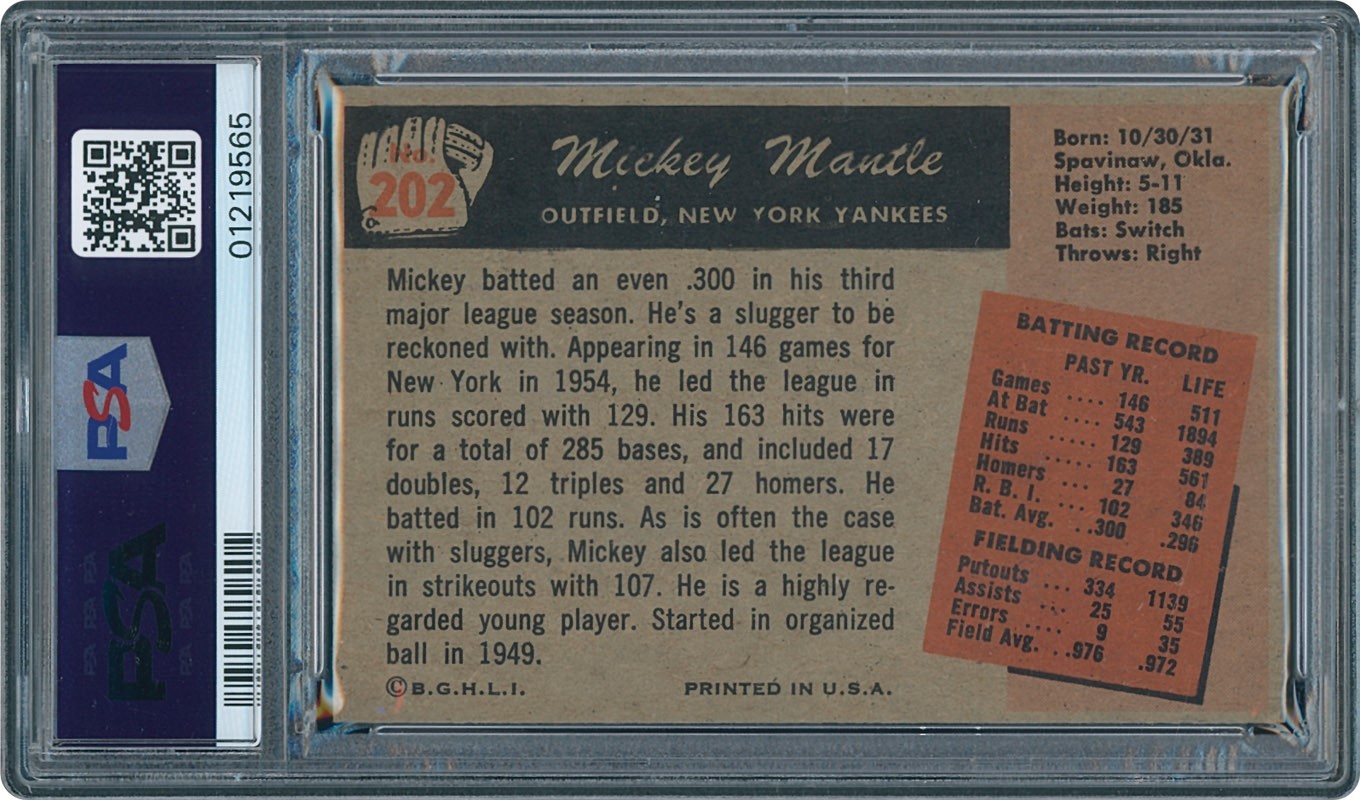 01219565
PSA
PSA
PSA PSA PSA
PSA PSA PSA
No.
202
Mickey Mantle
OUTFIELD, NEW YORK YANKEES
Born: 10/30/31
Spavinaw, Okla.
Height: 5-11
Weight: 185
Bats: Switch
Throws: Right
Mickey batted an even .300 in his third
major league season. He's a slugger to be
reckoned with. Appearing in 146 games for
New York in 1954, he led the league in
runs scored with 129. His 163 hits were
for a total of 285 bases, and included 17
doubles, 12 triples and 27 homers. He
batted in 102 runs. As is often the case
with sluggers, Mickey also led the league
in strikeouts with 107. He is a highly re-
garded young player. Started in organized
ball in 1949.
© B.G.H.L.I. PRINTED IN U.S.A.
BATTING RECORD
PAST YR. LIFE
Games .... 146 511
At Bat .... 543 1894
Runs ..... 129 389
Hits ..... 163 561
Homers ... 27 84
R. B. I. .... 102 346
Bat. Avg. . .300 .296
FIELDING RECORD
Putouts ... 334 1139
Assists ... 25 55
Errors .... 9 35
Field Avg. .976 .972